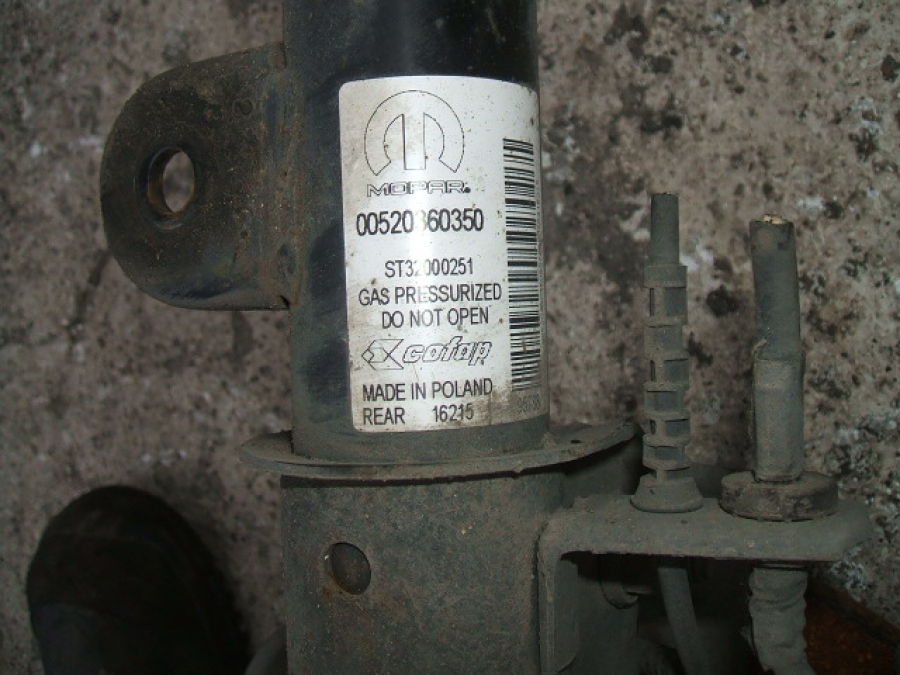 MOPAR®
00520360350
ST32000251
GAS PRESSURIZED
DO NOT OPEN
cofap
MADE IN POLAND
REAR 16215